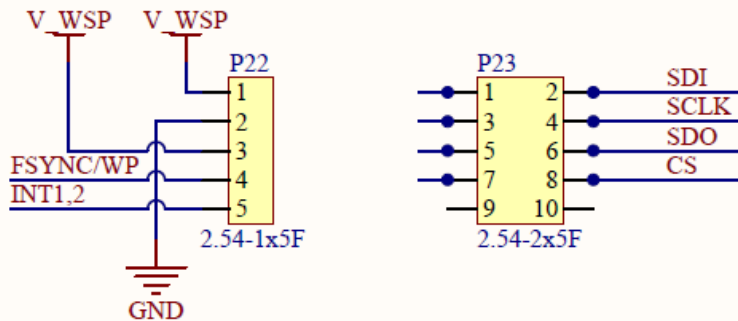 V_WSP V_WSP
P22 P23
1 1 2 SDI
2 3 4 SCLK
3 5 6 SDO
FSYNC/WP 4 7 8 CS
INT1,2 5 9 10
2.54-1x5F 2.54-2x5F
GND